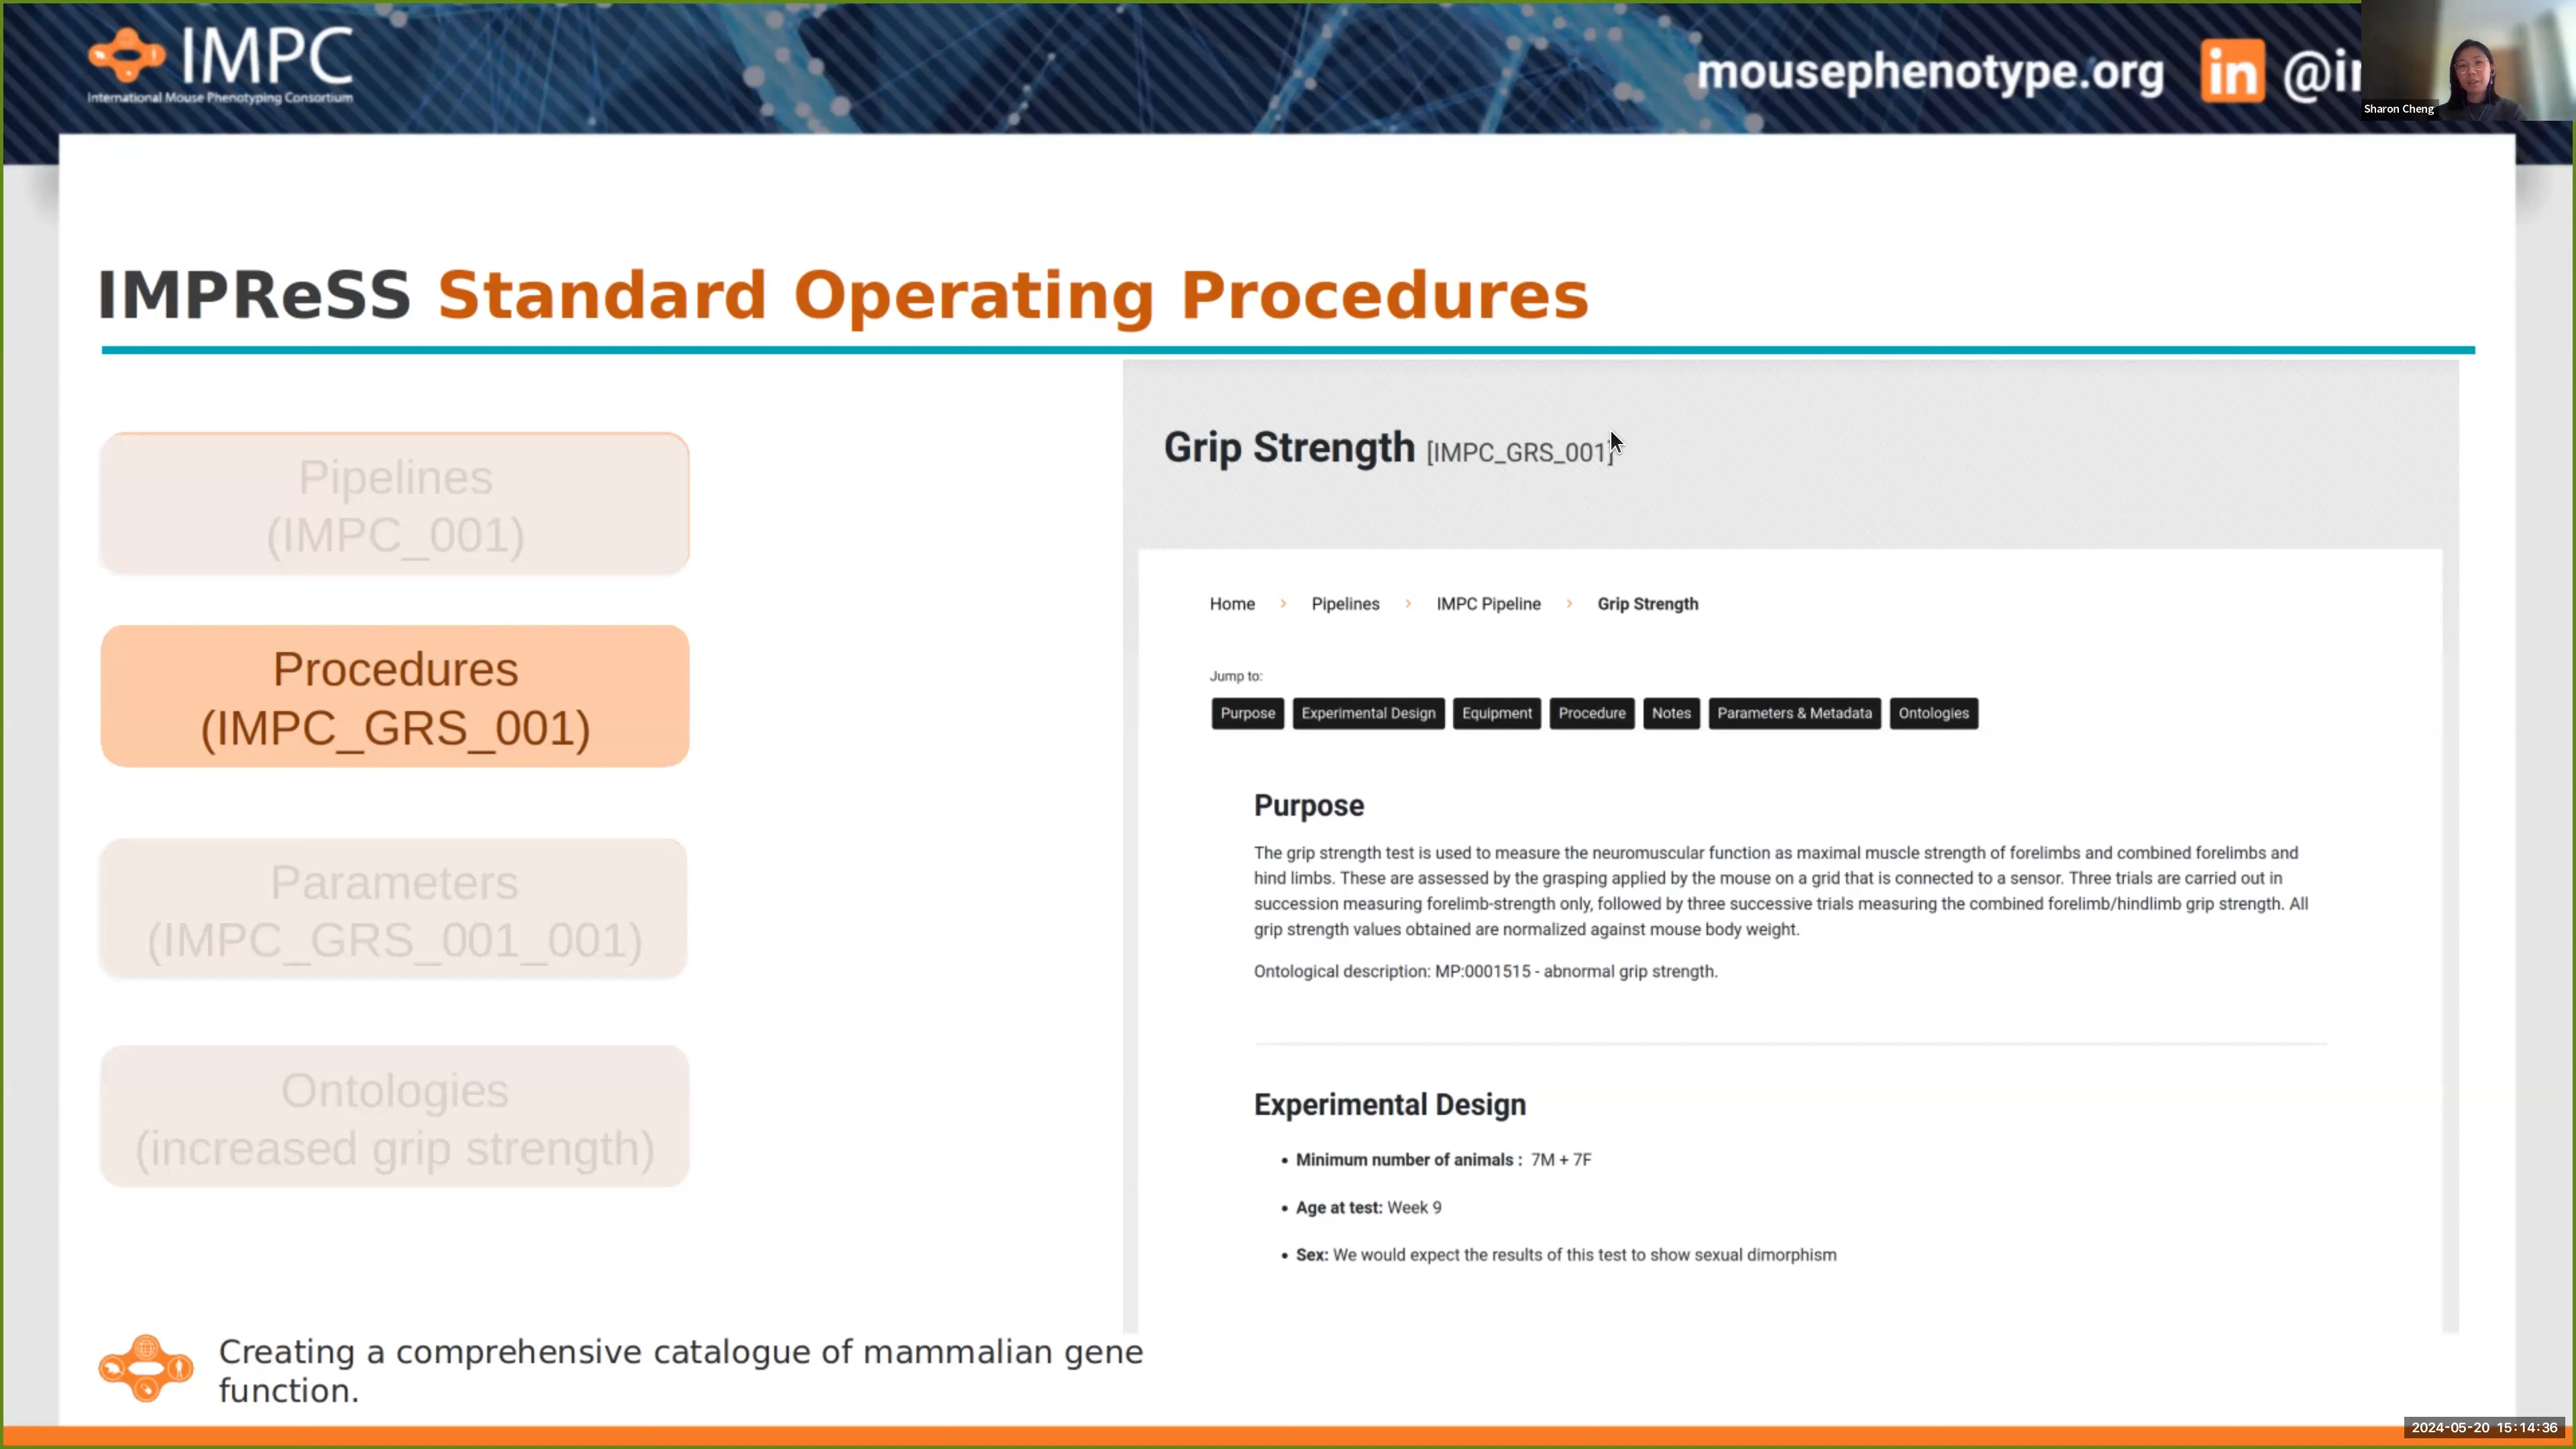 IMPC
International Mouse Phenotyping Consortium
mousephenotype.org
in
Sharon Cheng
IMPReSS Standard Operating Procedures
Pipelines
(IMPC_001)
Procedures
(IMPC_GRS_001)
Parameters
(IMPC_GRS_001_001)
Ontologies
(increased grip strength)
Grip Strength [IMPC_GRS_001]
Home > Pipelines > IMPC Pipeline > Grip Strength
Jump to:
Purpose Experimental Design Equipment Procedure Notes Parameters & Metadata Ontologies
Purpose
The grip strength test is used to measure the neuromuscular function as maximal muscle strength of forelimbs and combined forelimbs and
hind limbs. These are assessed by the grasping applied by the mouse on a grid that is connected to a sensor. Three trials are carried out in
succession measuring forelimb-strength only, followed by three successive trials measuring the combined forelimb/hindlimb grip strength. All
grip strength values obtained are normalized against mouse body weight.
Ontological description: MP:0001515 - abnormal grip strength.
Experimental Design
• Minimum number of animals : 7M + 7F
• Age at test: Week 9
• Sex: We would expect the results of this test to show sexual dimorphism
Creating a comprehensive catalogue of mammalian gene
function.
2024-05-20 15:14:36